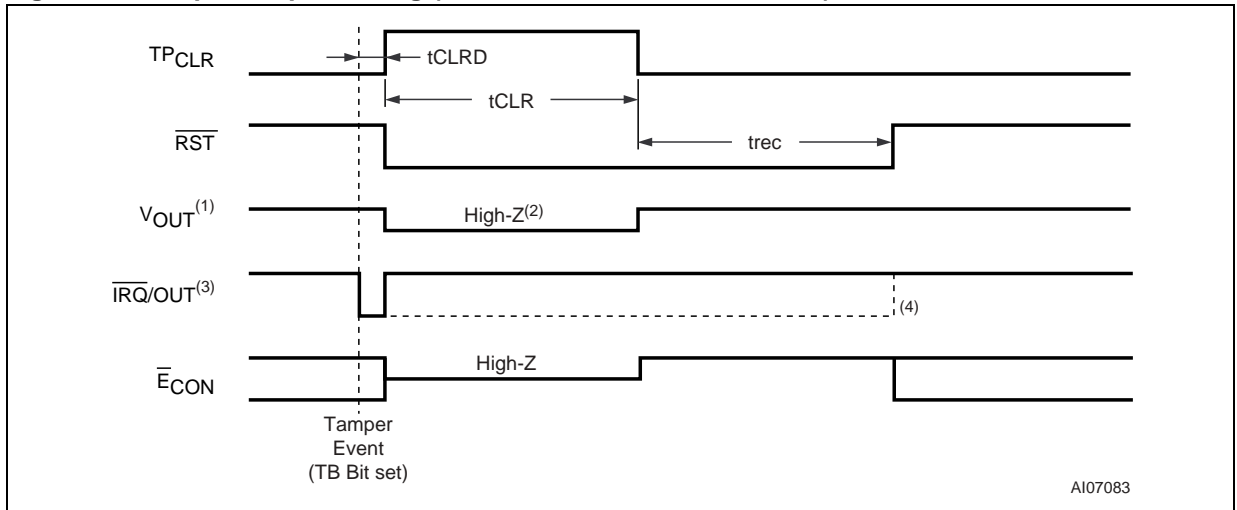 TPCLR
tCLRD
tCLR
RST
trec
VOUT(1)
High-Z(2)
IRQ/OUT(3)
(4)
ECON
High-Z
Tamper
Event
(TB Bit set)
AI07083